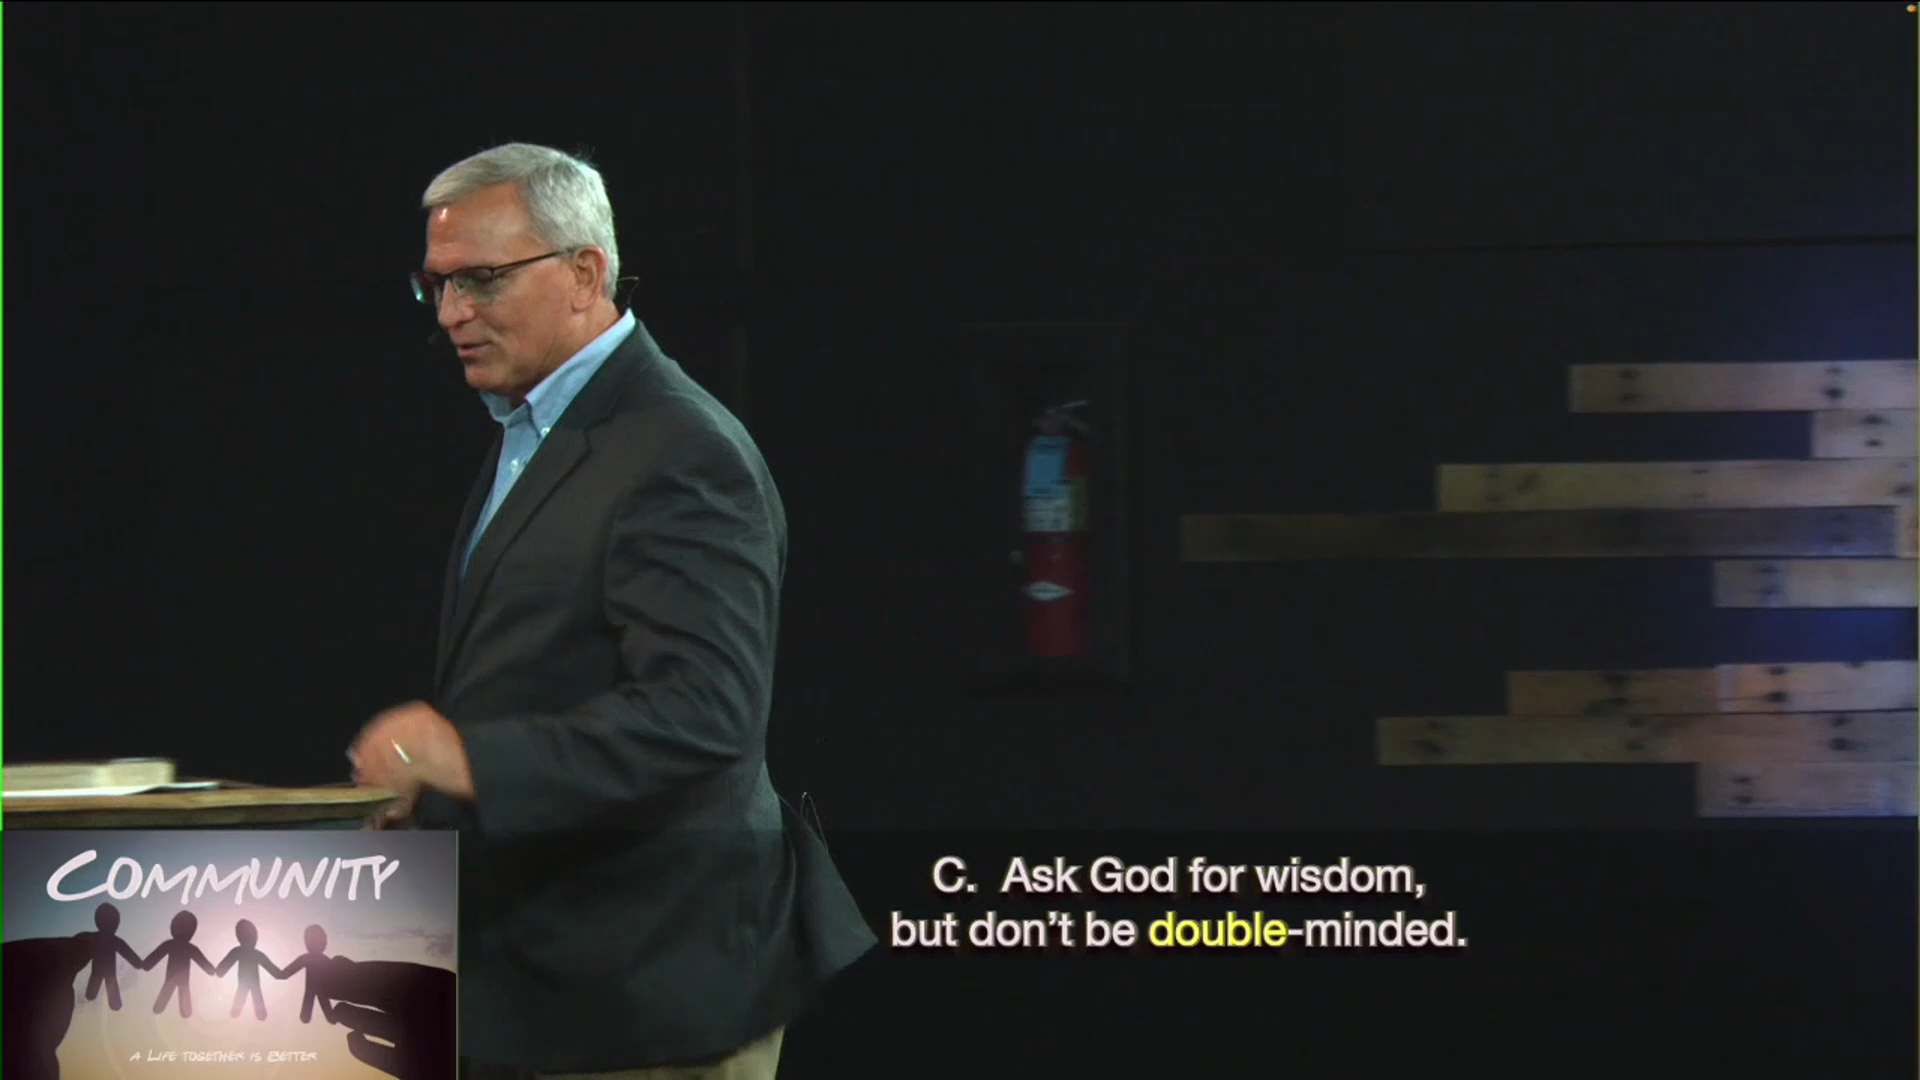 COMMUNITY
A LIFE TOGETHER IS BETTER
C. Ask God for wisdom,
but don't be double-minded.